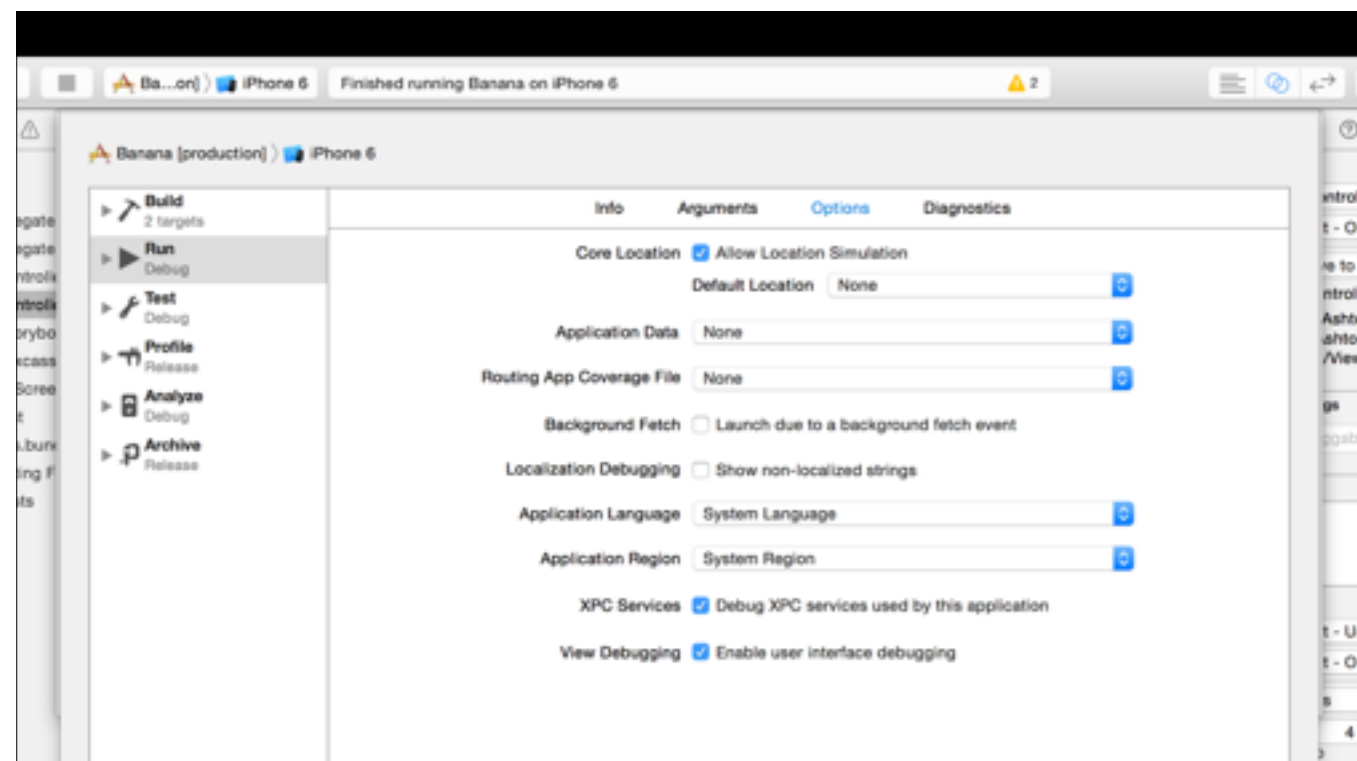 Ba...on] iPhone 6 Finished running Banana on iPhone 6 2
Banana [production] iPhone 6
Build
2 targets
Run
Debug
Test
Debug
Profile
Release
Analyze
Debug
Archive
Release
Info Arguments Options Diagnostics
Core Location Allow Location Simulation
Default Location None
Application Data None
Routing App Coverage File None
Background Fetch Launch due to a background fetch event
Localization Debugging Show non-localized strings
Application Language System Language
Application Region System Region
XPC Services Debug XPC services used by this application
View Debugging Enable user interface debugging